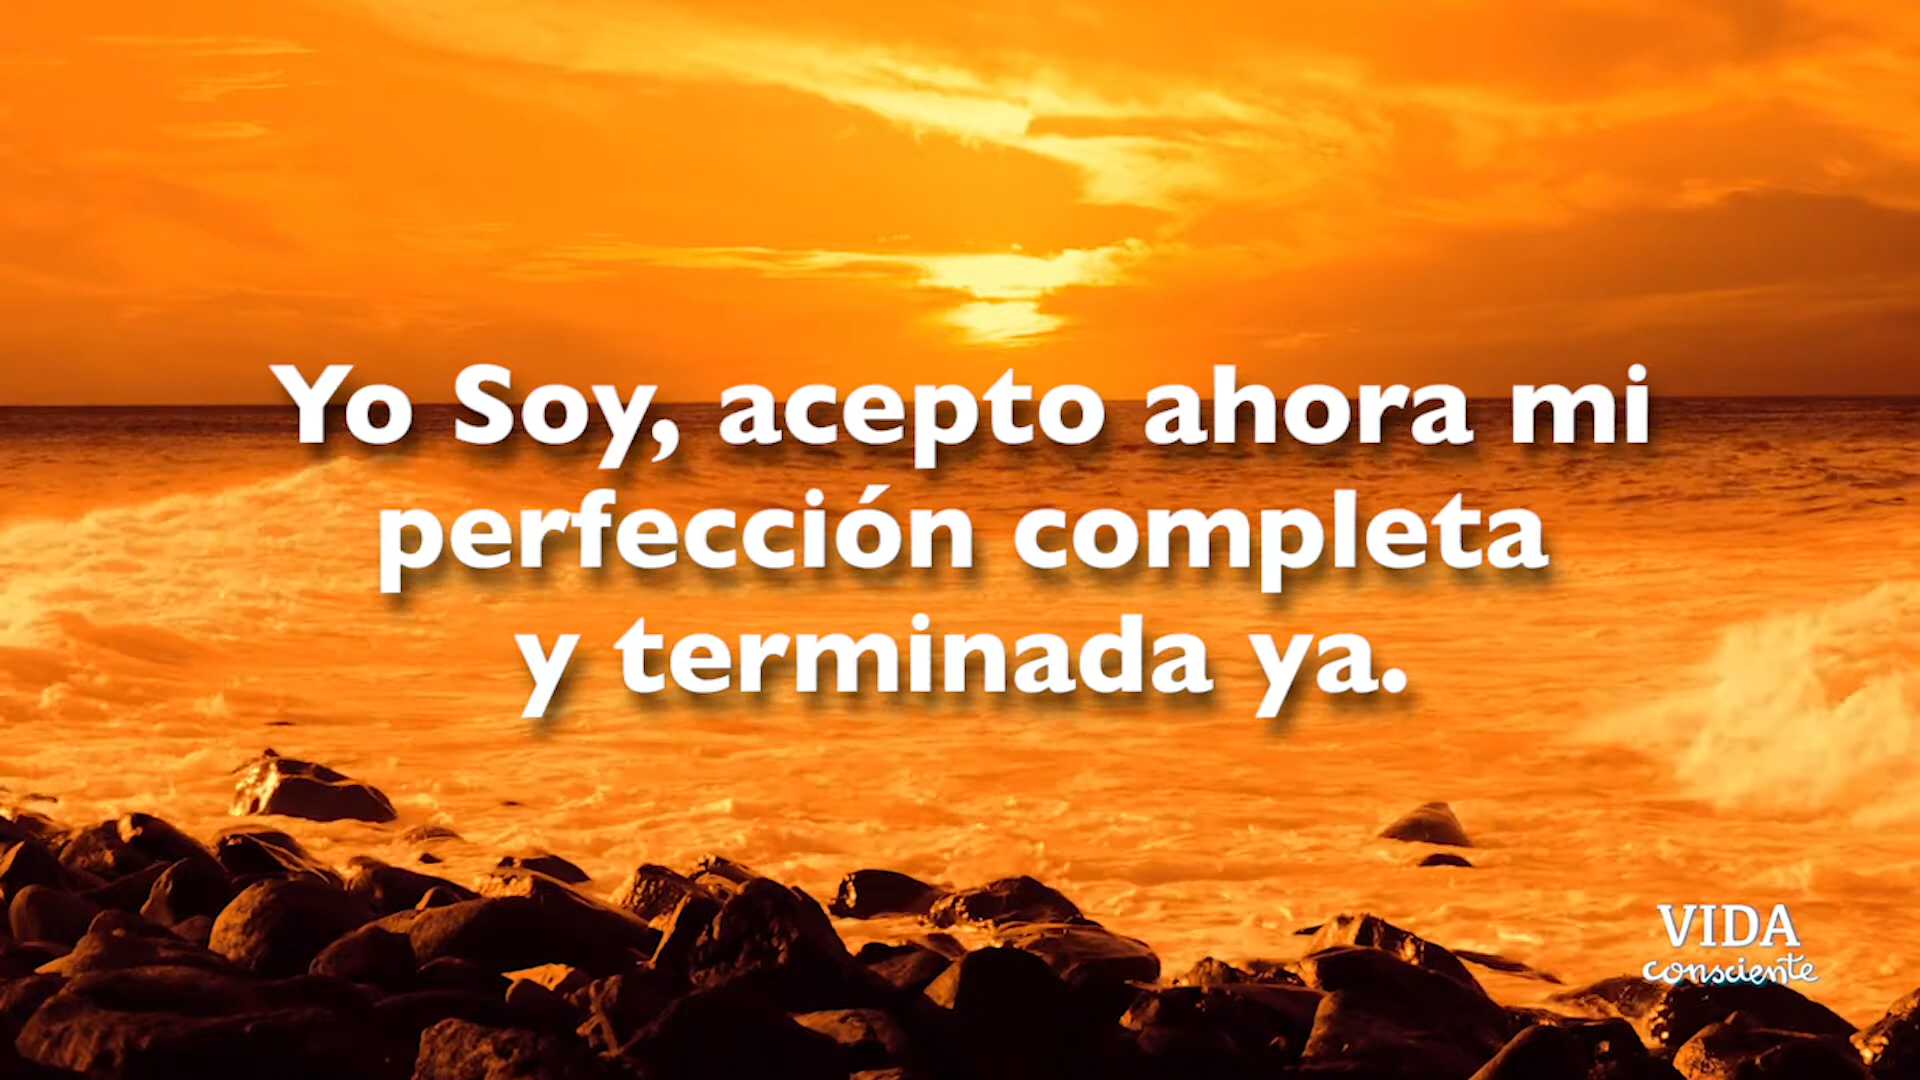 Yo Soy, acepto ahora mi
perfección completa
y terminada ya.
VIDA
consciente